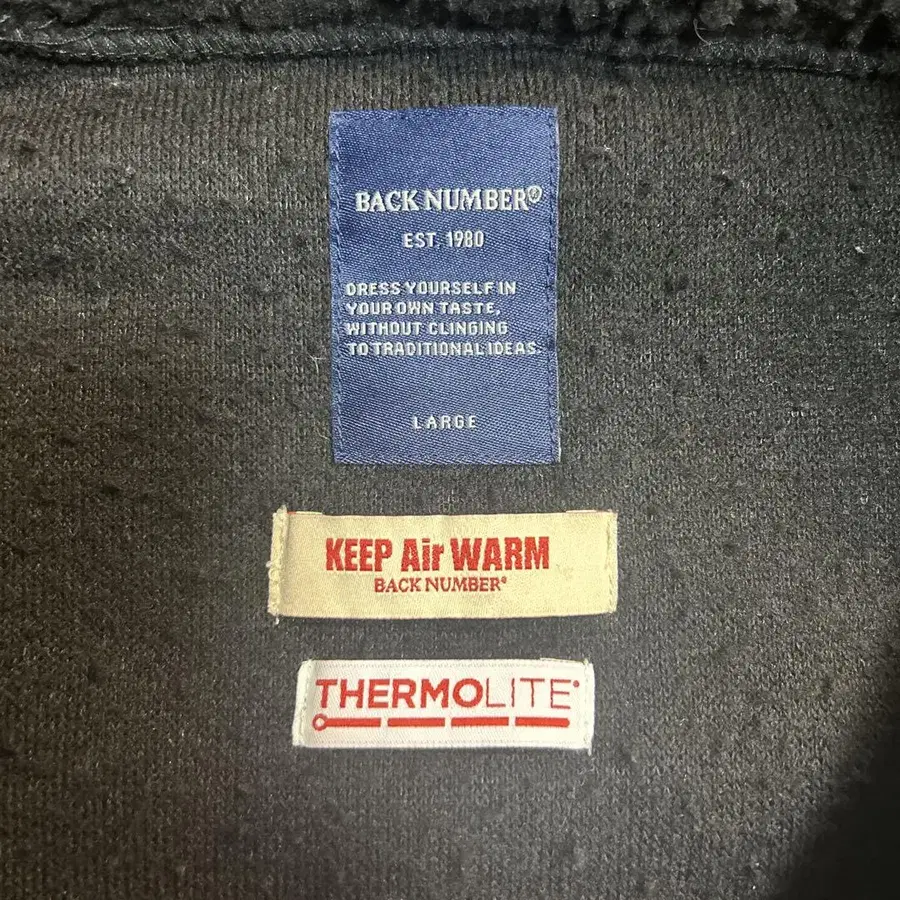 BACK NUMBER®
EST. 1980
DRESS YOURSELF IN
YOUR OWN TASTE,
WITHOUT CLINGING
TO TRADITIONAL IDEAS.
LARGE
KEEP Air WARM
BACK NUMBER®
THERMOLITE®